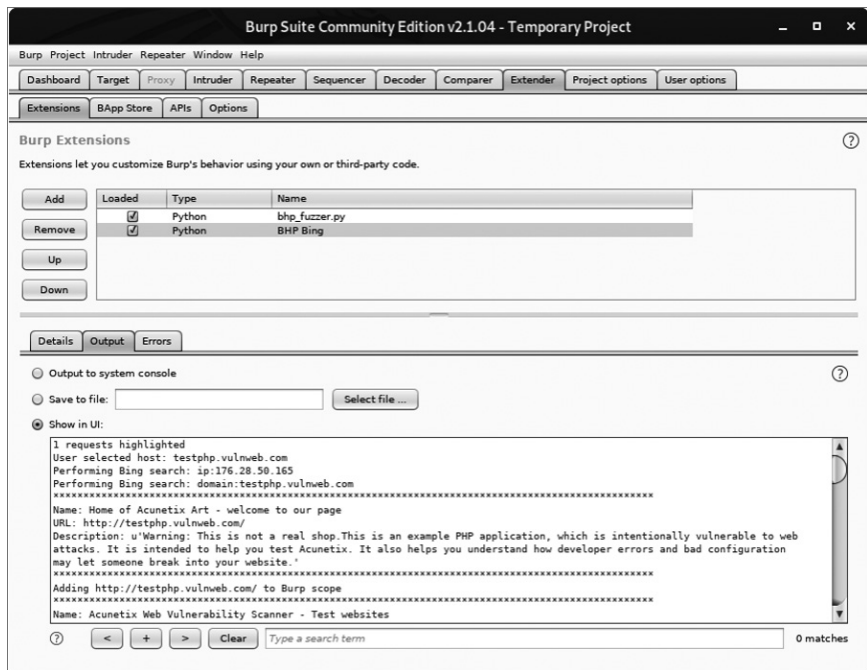 Burp Suite Community Edition v2.1.04 - Temporary Project
Burp Project Intruder Repeater Window Help
Dashboard Target Proxy Intruder Repeater Sequencer Decoder Comparer Extender Project options User options
Extensions BApp Store APIs Options
Burp Extensions
Extensions let you customize Burp's behavior using your own or third-party code.
Add
Remove
Up
Down
Loaded Type Name
Python bhp_fuzzer.py
Python BHP Bing
Details Output Errors
Output to system console
Save to file: Select file ...
Show in UI:
1 requests highlighted
User selected host: testphp.vulnweb.com
Performing Bing search: ip:176.28.50.165
Performing Bing search: domain:testphp.vulnweb.com
****************************************************************************************************
Name: Home of Acunetix Art - welcome to our page
URL: http://testphp.vulnweb.com/
Description: u'Warning: This is not a real shop.This is an example PHP application, which is intentionally vulnerable to web
attacks. It is intended to help you test Acunetix. It also helps you understand how developer errors and bad configuration
may let someone break into your website.'
****************************************************************************************************
Adding http://testphp.vulnweb.com/ to Burp scope
****************************************************************************************************
Name: Acunetix Web Vulnerability Scanner - Test websites
? < + > Clear Type a search term 0 matches